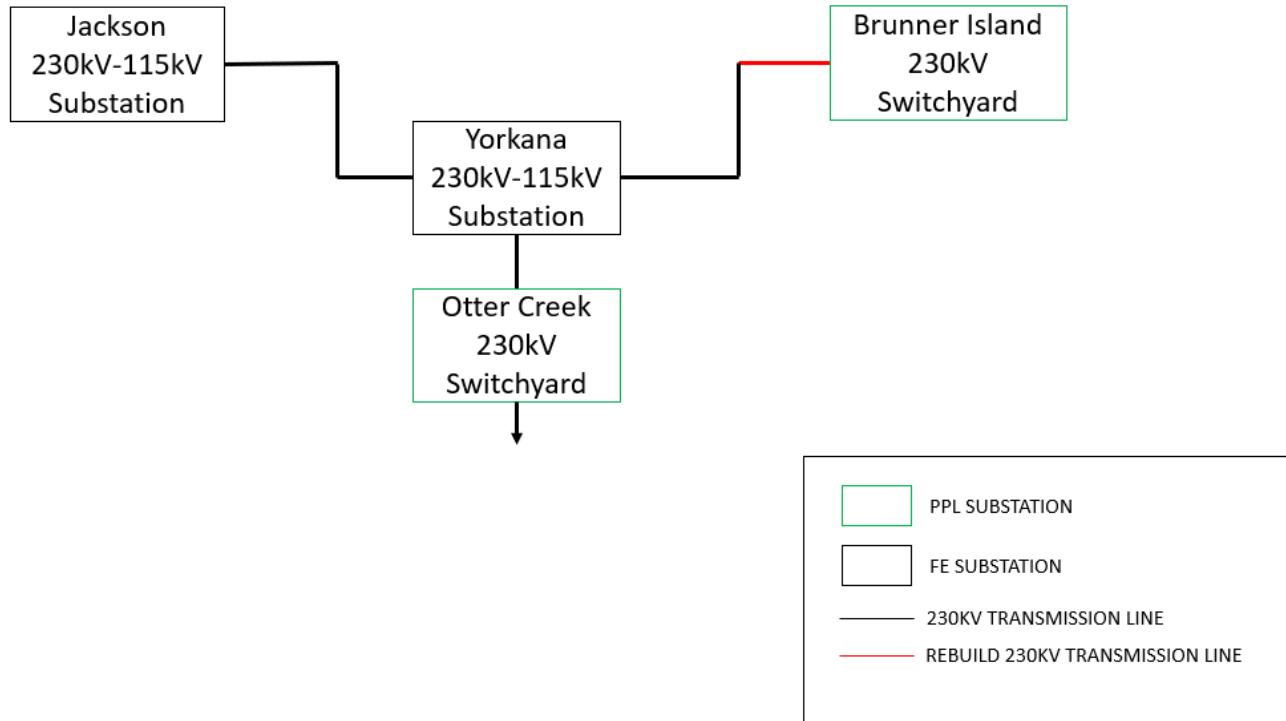 Jackson
230kV-115kV
Substation
Brunner Island
230kV
Switchyard
Yorkana
230kV-115kV
Substation
Otter Creek
230kV
Switchyard
PPL SUBSTATION
FE SUBSTATION
230KV TRANSMISSION LINE
REBUILD 230KV TRANSMISSION LINE